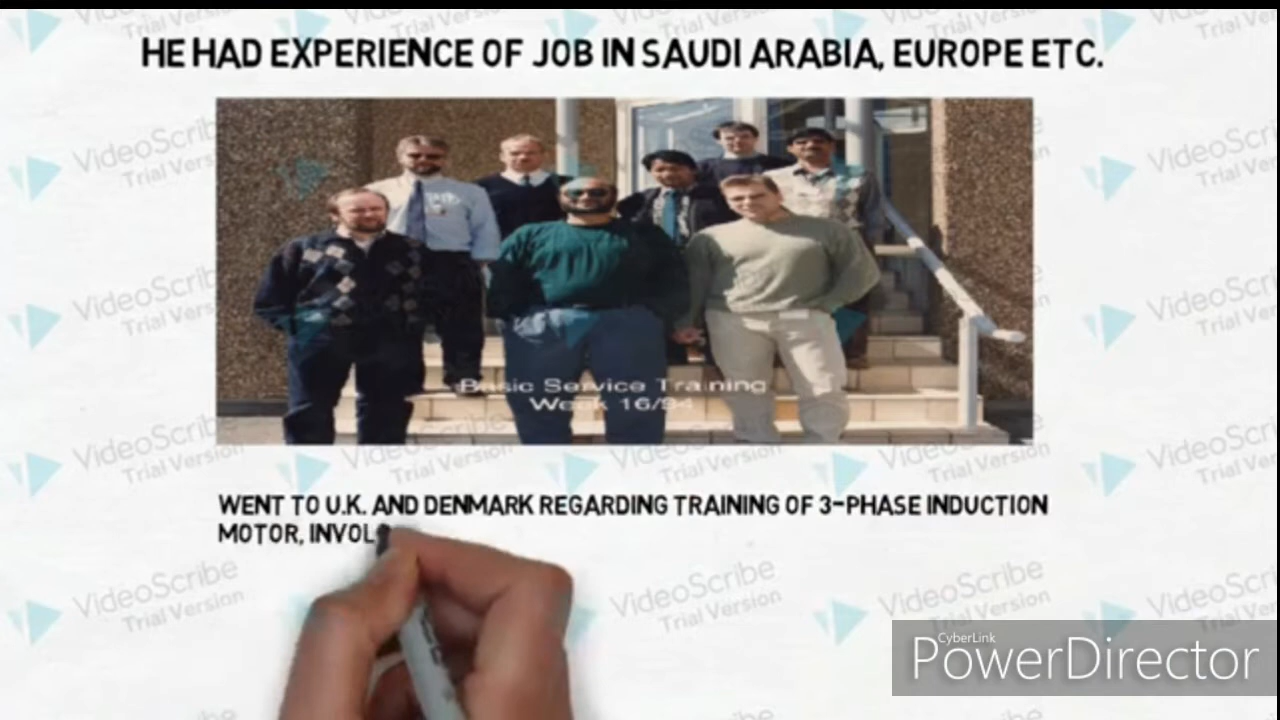 HE HAD EXPERIENCE OF JOB IN SAUDI ARABIA, EUROPE ETC.
Basic Service Training
Week 16/94
WENT TO U.K. AND DENMARK REGARDING TRAINING OF 3-PHASE INDUCTION
MOTOR, INVOL
VideoScribe
Trial Version
CyberLink
PowerDirector